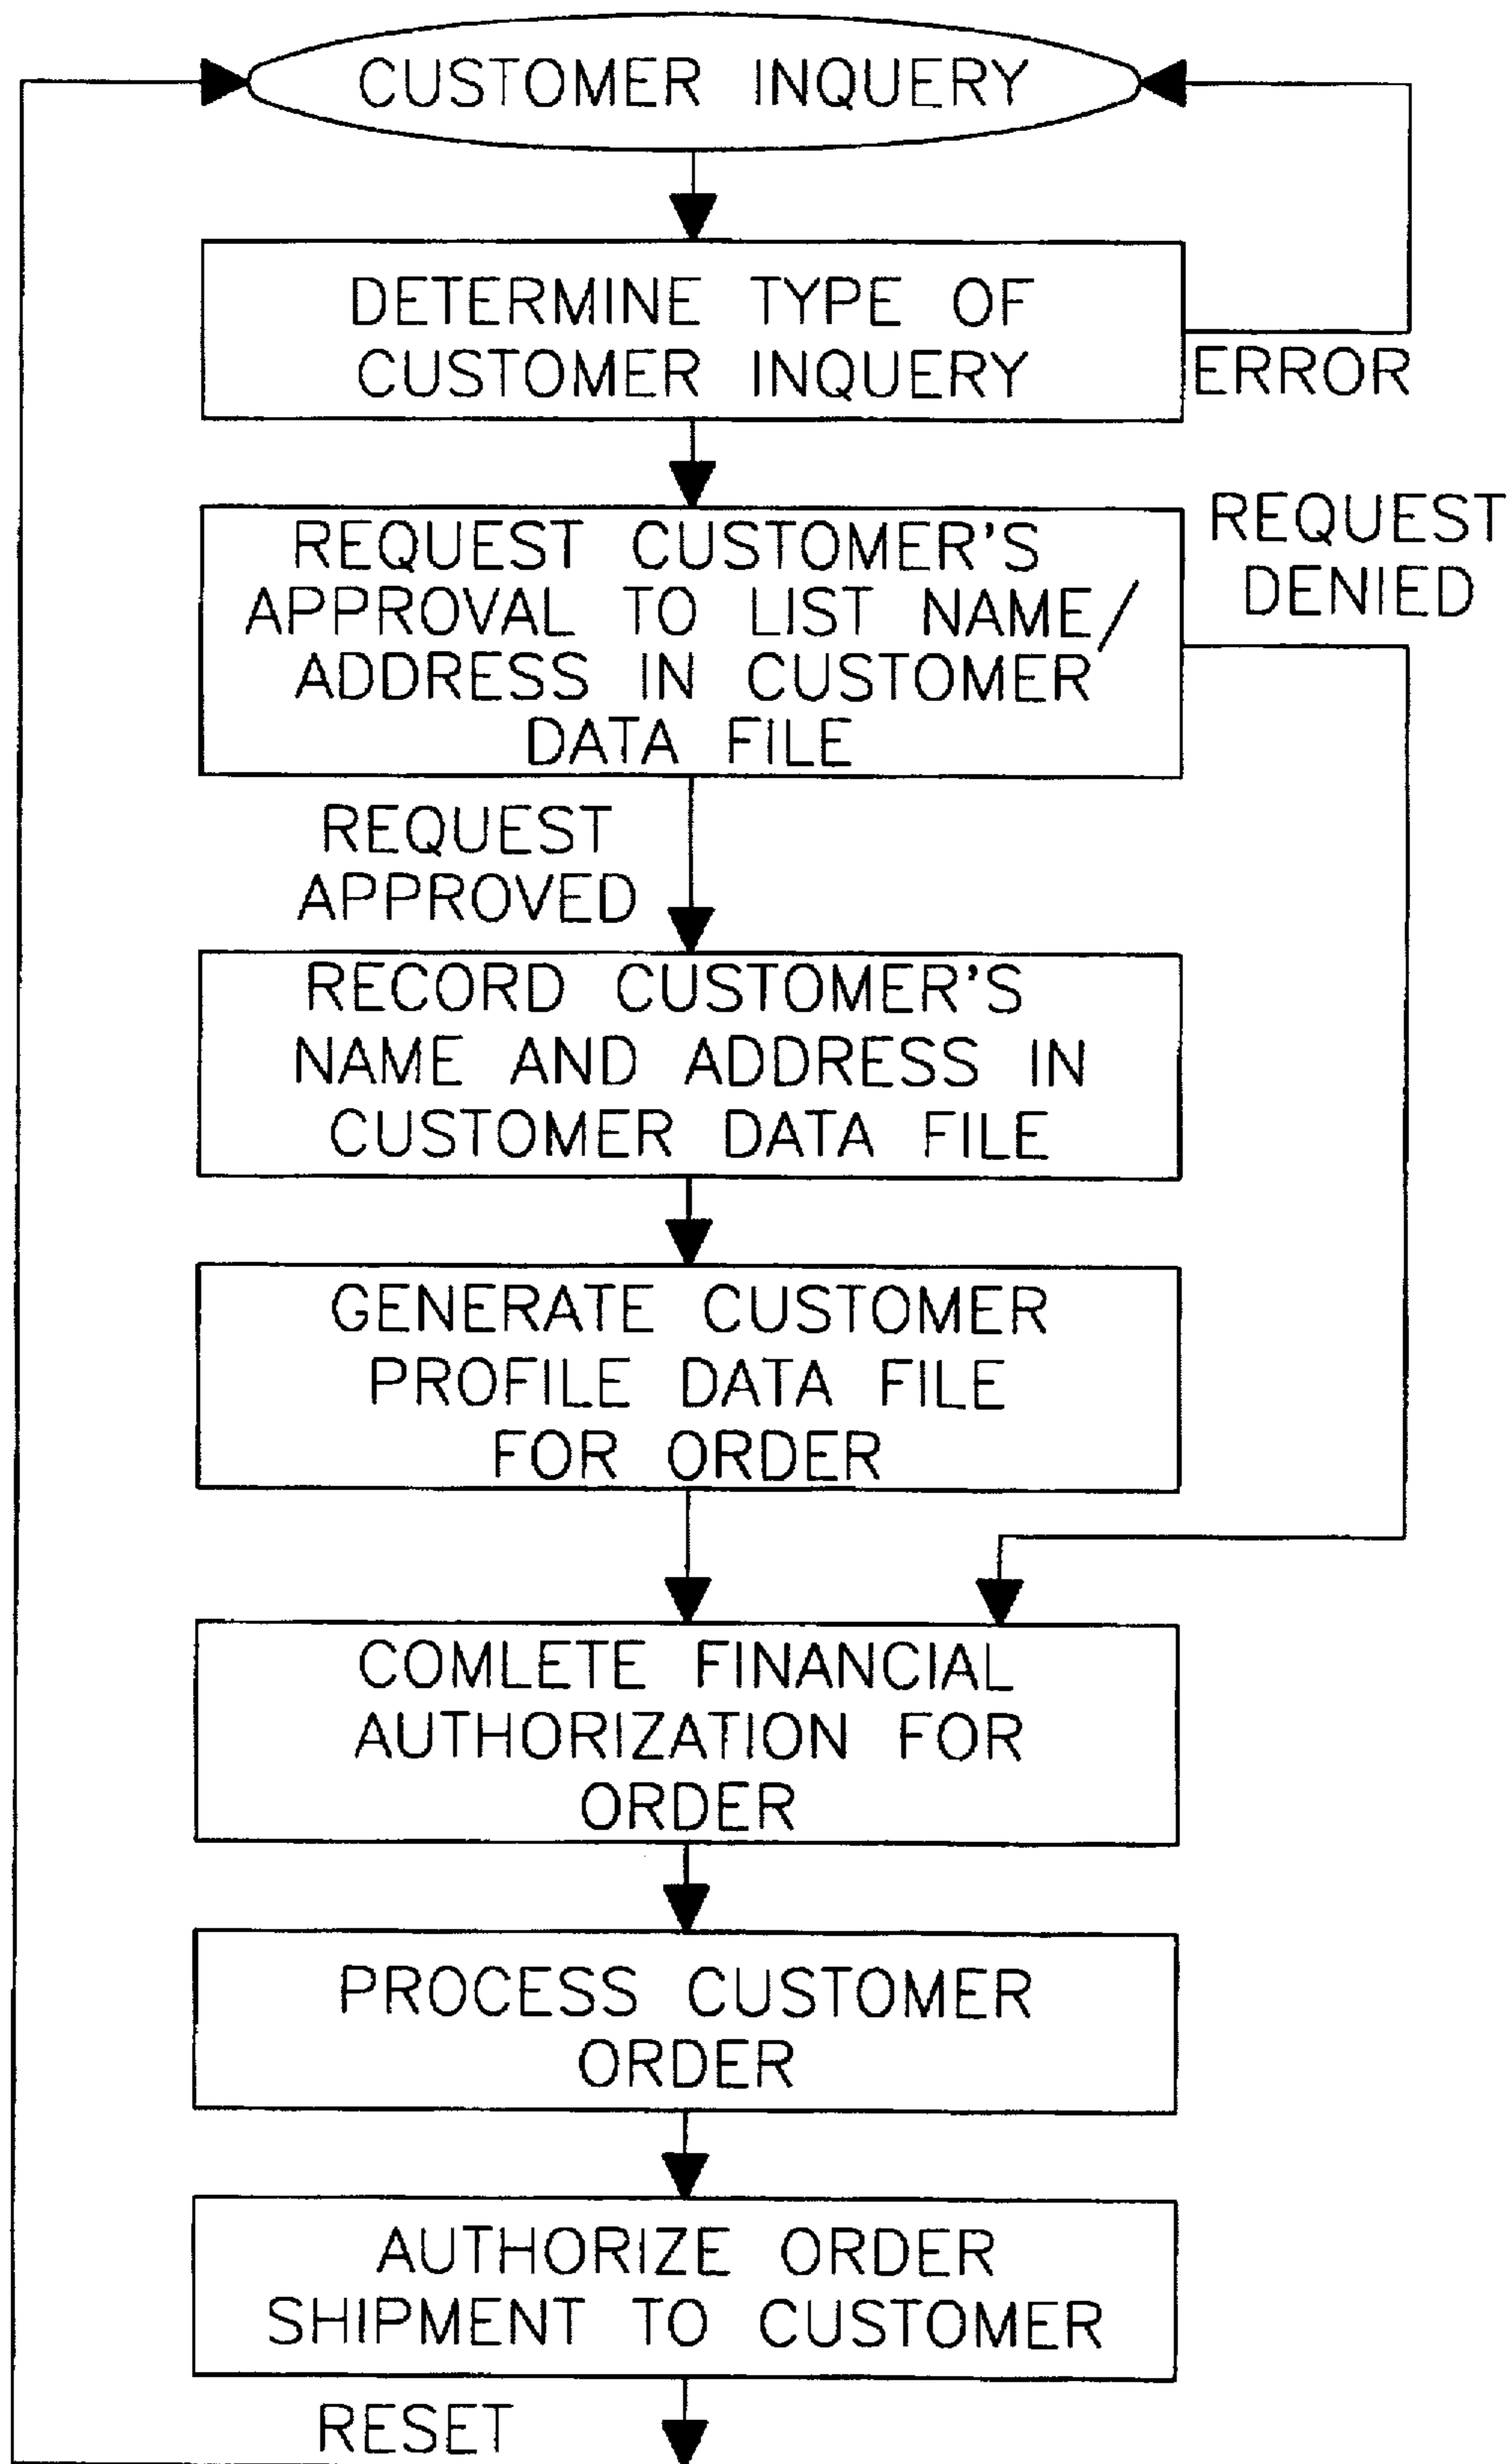 CUSTOMER INQUERY
DETERMINE TYPE OF
CUSTOMER INQUERY
ERROR
REQUEST CUSTOMER'S
APPROVAL TO LIST NAME/
ADDRESS IN CUSTOMER
DATA FILE
REQUEST
DENIED
REQUEST
APPROVED
RECORD CUSTOMER'S
NAME AND ADDRESS IN
CUSTOMER DATA FILE
GENERATE CUSTOMER
PROFILE DATA FILE
FOR ORDER
COMLETE FINANCIAL
AUTHORIZATION FOR
ORDER
PROCESS CUSTOMER
ORDER
AUTHORIZE ORDER
SHIPMENT TO CUSTOMER
RESET